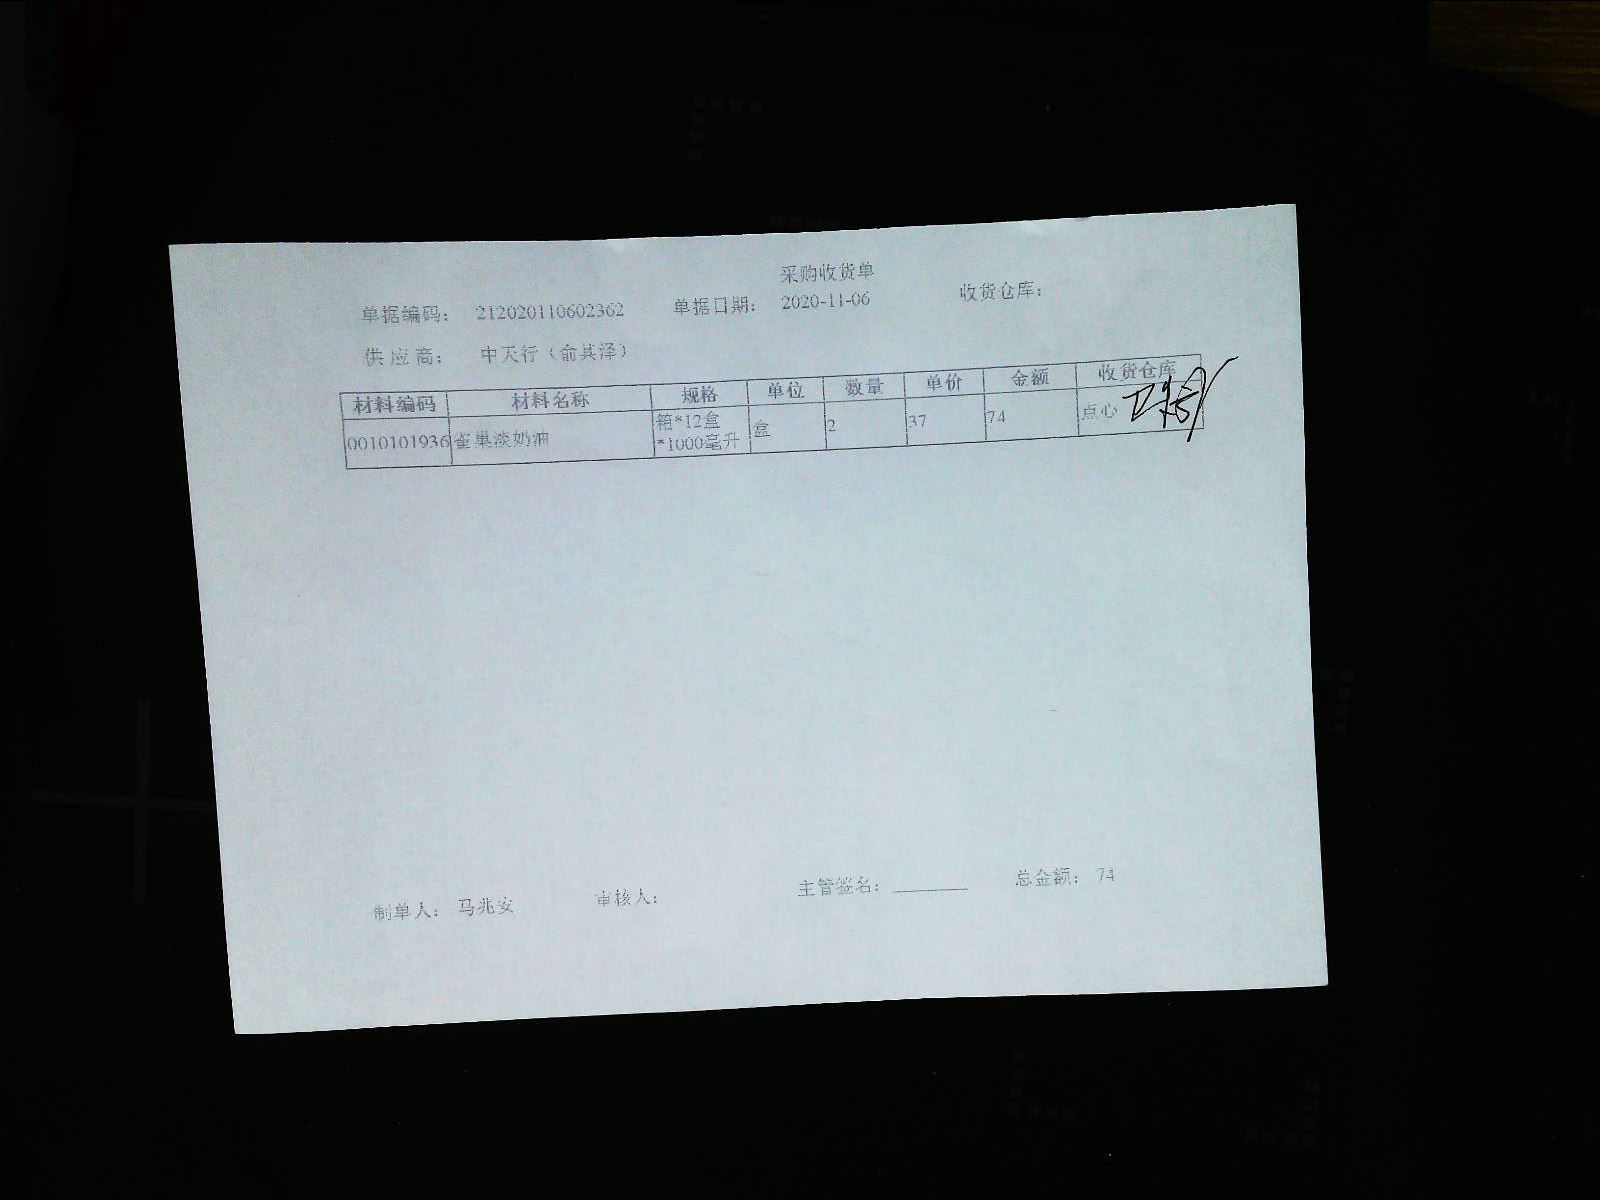 采购收货单
单据编码: 212020110602362 单据日期: 2020-11-06 收货仓库:
供应商: 中天行（俞其泽）
材料编码 材料名称 规格 单位 数量 单价 金额 收货仓库
0010101936 雀巢淡奶油 箱*12盒 盒 2 37 74 点心
*1000毫升
制单人: 马兆安 审核人: 主管签名: 总金额: 74